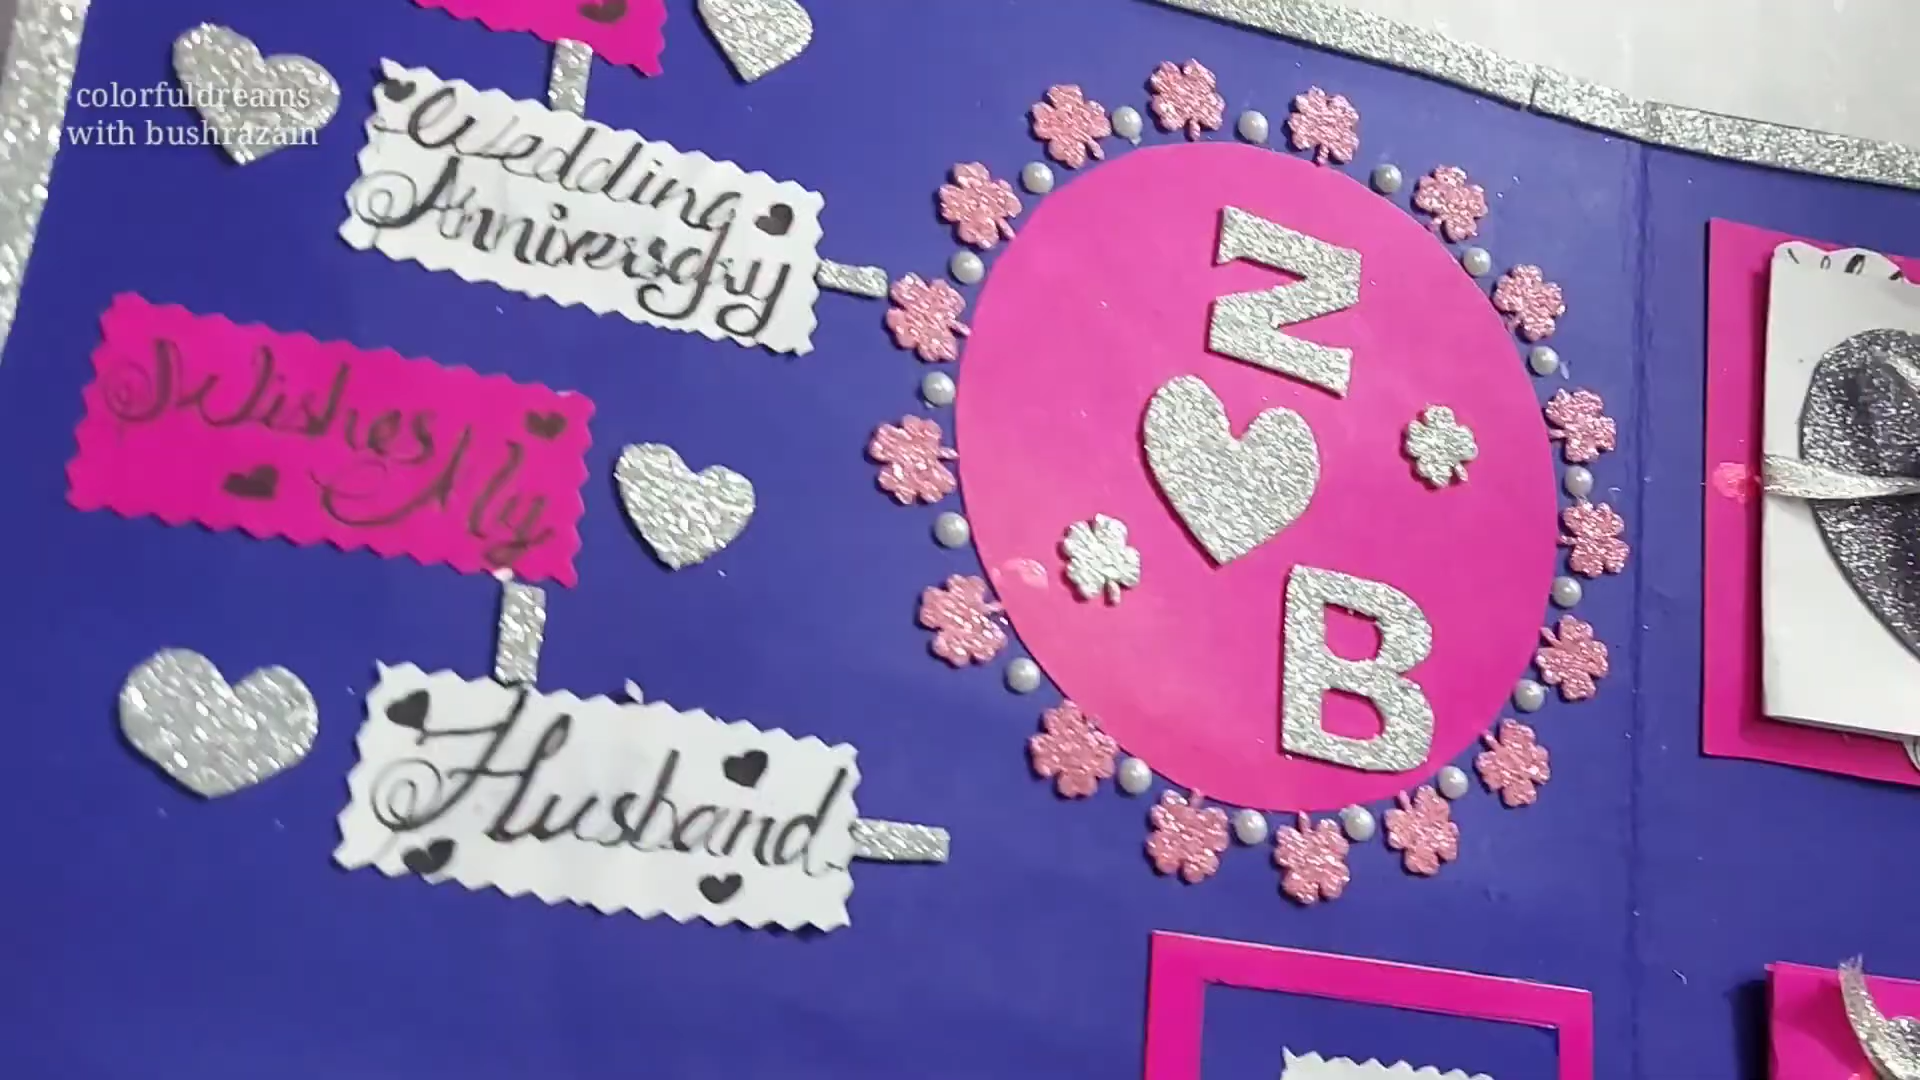 colorfuldreams
with bushrazain
Wedding
Anniversary
Wishes My
Husband
Z
B